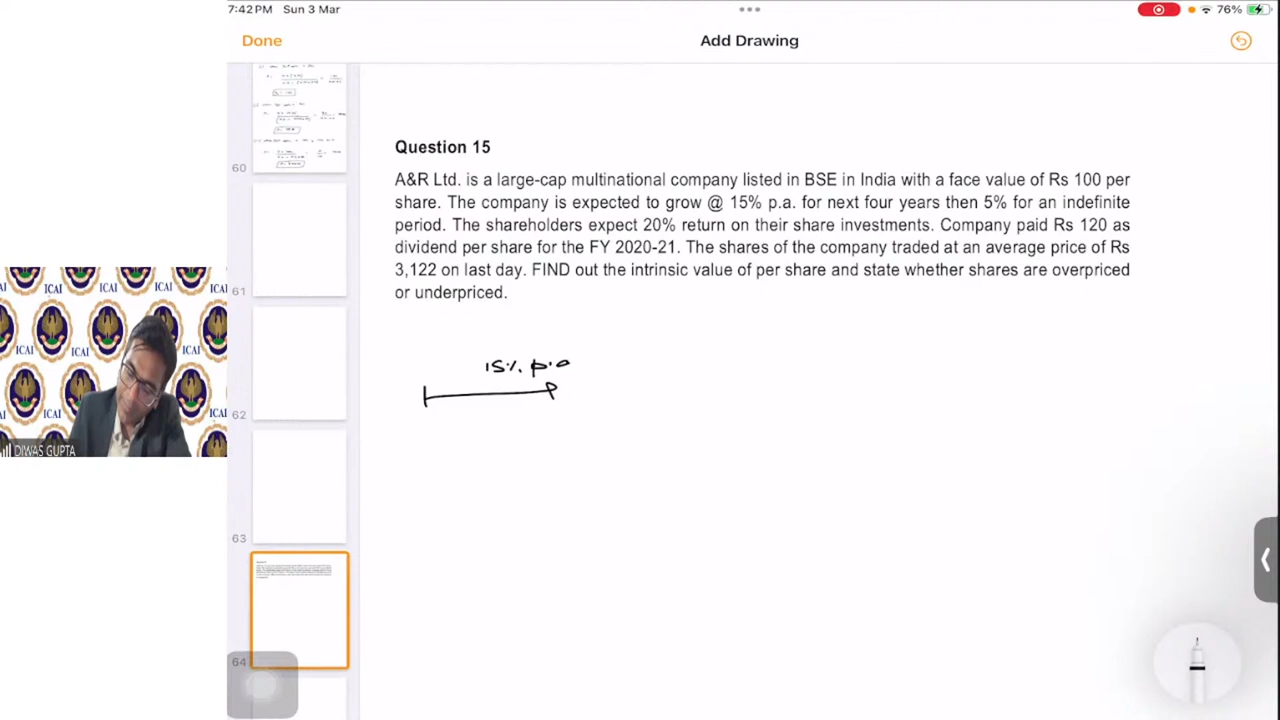 7:42 PM Sun 3 Mar
76%
Done
Add Drawing
60
61
62
63
64
Question 15
A&R Ltd. is a large-cap multinational company listed in BSE in India with a face value of Rs 100 per
share. The company is expected to grow @ 15% p.a. for next four years then 5% for an indefinite
period. The shareholders expect 20% return on their share investments. Company paid Rs 120 as
dividend per share for the FY 2020-21. The shares of the company traded at an average price of Rs
3,122 on last day. FIND out the intrinsic value of per share and state whether shares are overpriced
or underpriced.
15% p.a
ICAI
ICAI
ICAI
ICAI
ICAI
ICAI
DIWAS GUPTA